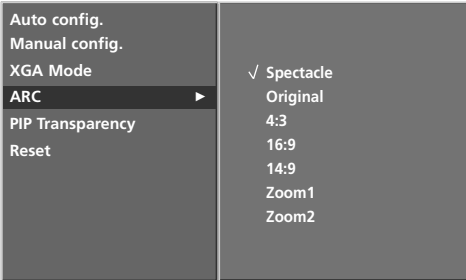 Auto config.
Manual config.
XGA Mode
ARC ►
PIP Transparency
Reset
√ Spectacle
Original
4:3
16:9
14:9
Zoom1
Zoom2